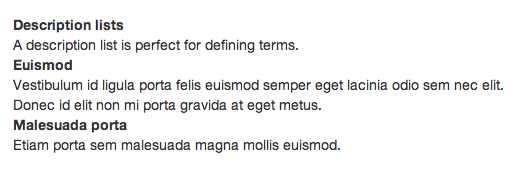 Description lists
A description list is perfect for defining terms.
Euismod
Vestibulum id ligula porta felis euismod semper eget lacinia odio sem nec elit.
Donec id elit non mi porta gravida at eget metus.
Malesuada porta
Etiam porta sem malesuada magna mollis euismod.